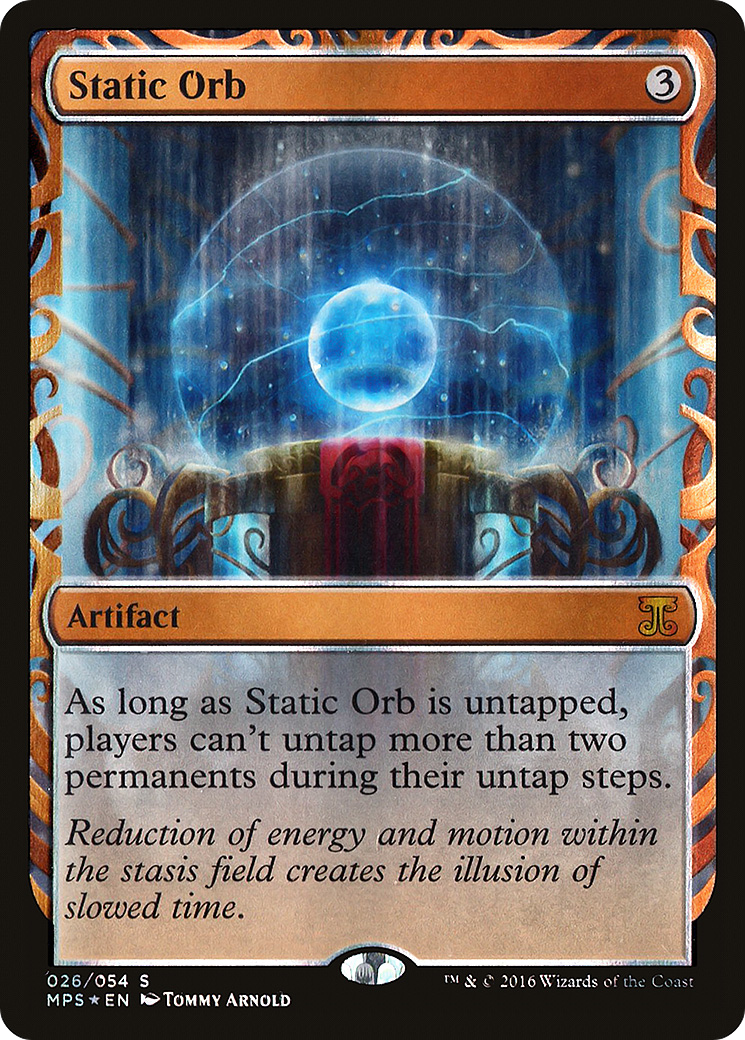 Static Orb
3
Artifact
As long as Static Orb is untapped,
players can't untap more than two
permanents during their untap steps.
Reduction of energy and motion within
the stasis field creates the illusion of
slowed time.
026/054 S
MPS★EN Tommy Arnold
™ & © 2016 Wizards of the Coast